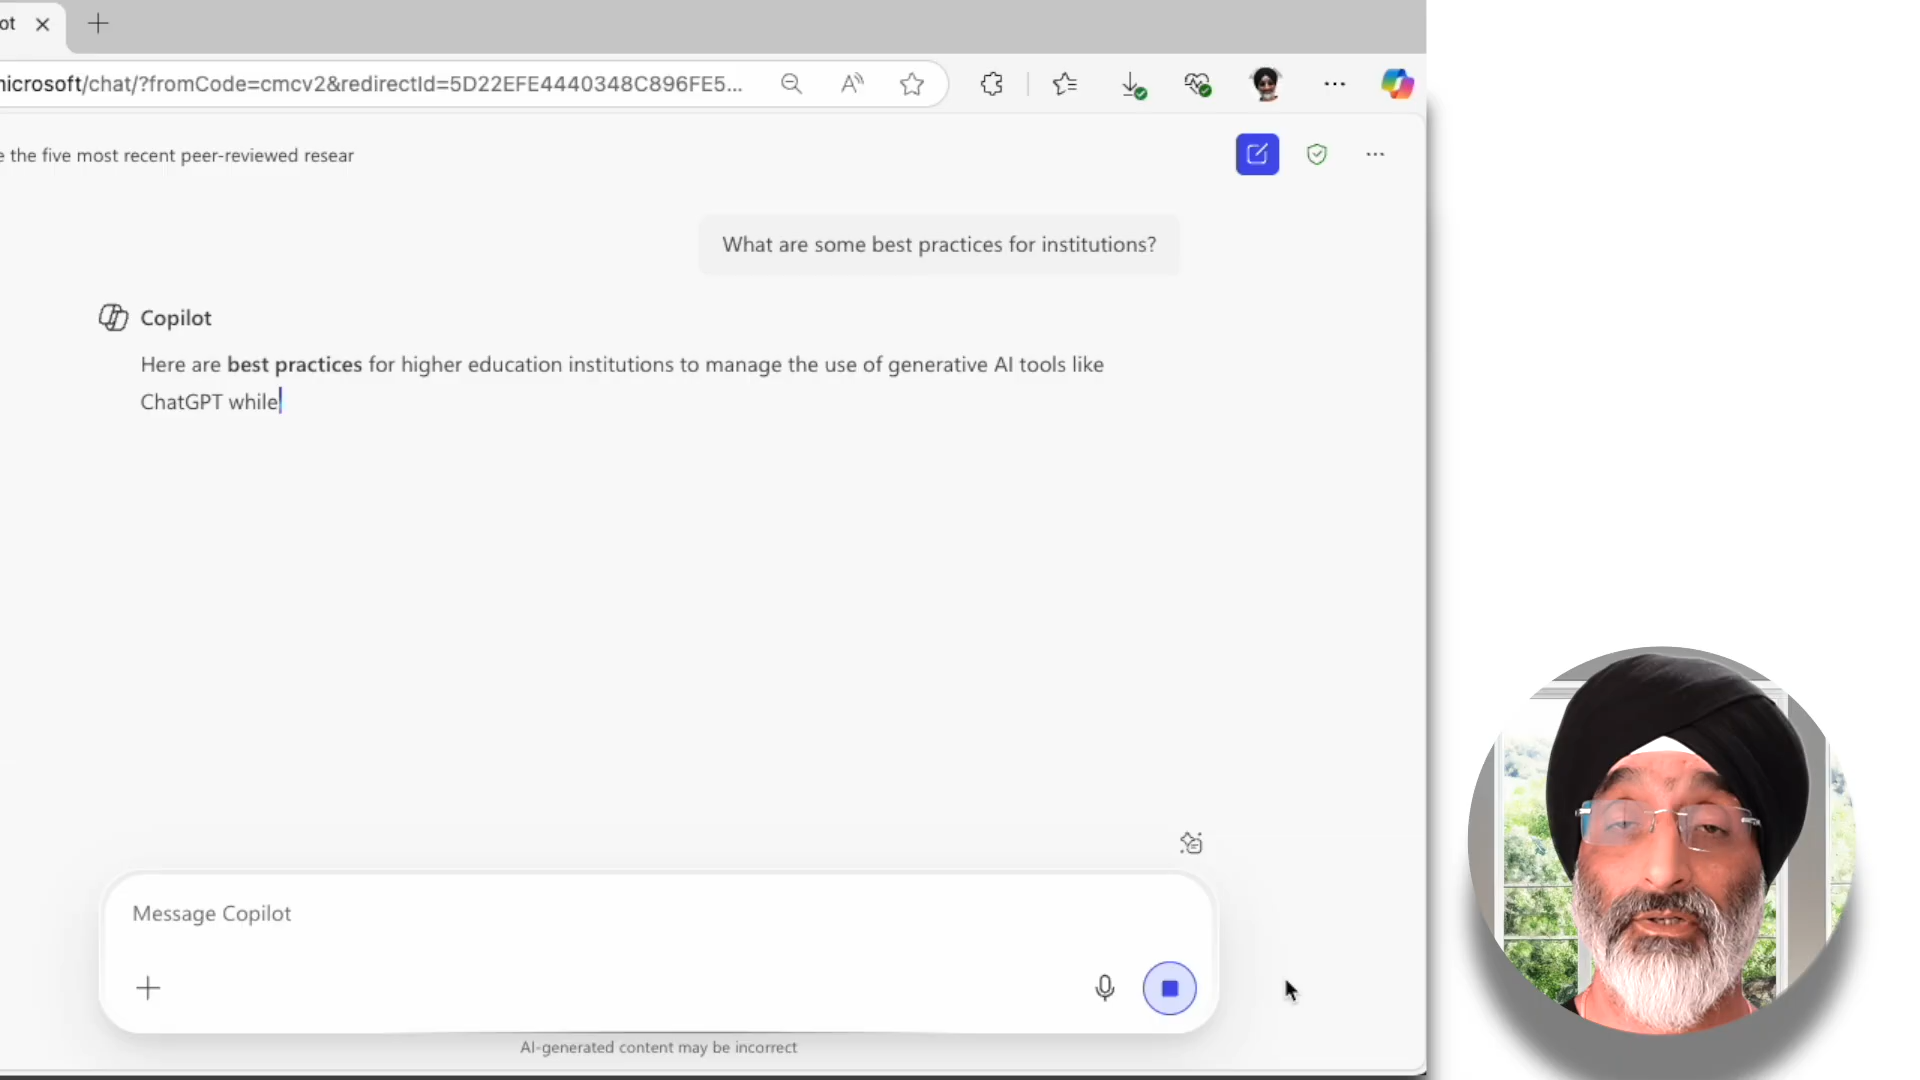 ot
icrosoft/chat/?fromCode=cmcv2&redirectId=5D22EFE4440348C896FE5...
e the five most recent peer-reviewed resear
What are some best practices for institutions?
Copilot
Here are best practices for higher education institutions to manage the use of generative AI tools like
ChatGPT while
Message Copilot
AI-generated content may be incorrect